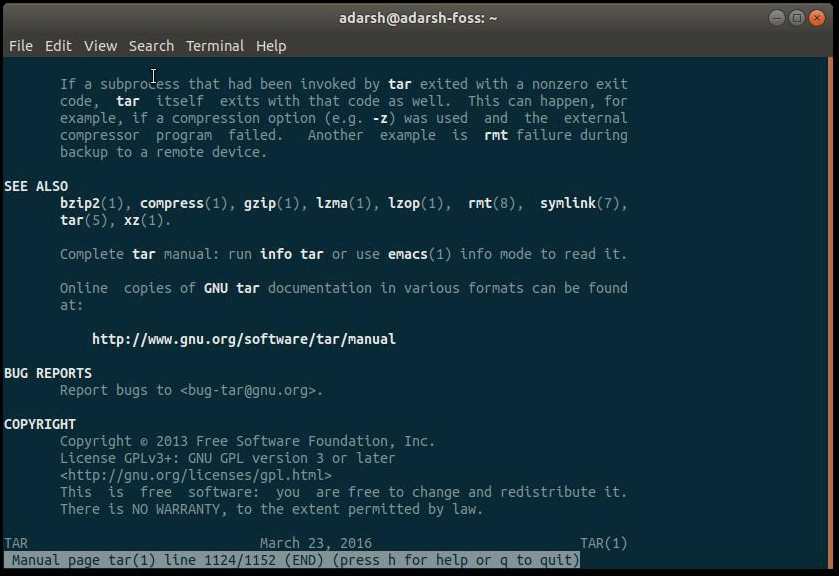 adarsh@adarsh-foss: ~
File Edit View Search Terminal Help
If a subprocess that had been invoked by tar exited with a nonzero exit
code, tar itself exits with that code as well. This can happen, for
example, if a compression option (e.g. -z) was used and the external
compressor program failed. Another example is rmt failure during
backup to a remote device.
SEE ALSO
bzip2(1), compress(1), gzip(1), lzma(1), lzop(1), rmt(8), symlink(7),
tar(5), xz(1).
Complete tar manual: run info tar or use emacs(1) info mode to read it.
Online copies of GNU tar documentation in various formats can be found
at:
http://www.gnu.org/software/tar/manual
BUG REPORTS
Report bugs to <bug-tar@gnu.org>.
COPYRIGHT
Copyright © 2013 Free Software Foundation, Inc.
License GPLv3+: GNU GPL version 3 or later
<http://gnu.org/licenses/gpl.html>
This is free software: you are free to change and redistribute it.
There is NO WARRANTY, to the extent permitted by law.
TAR March 23, 2016 TAR(1)
Manual page tar(1) line 1124/1152 (END) (press h for help or q to quit)